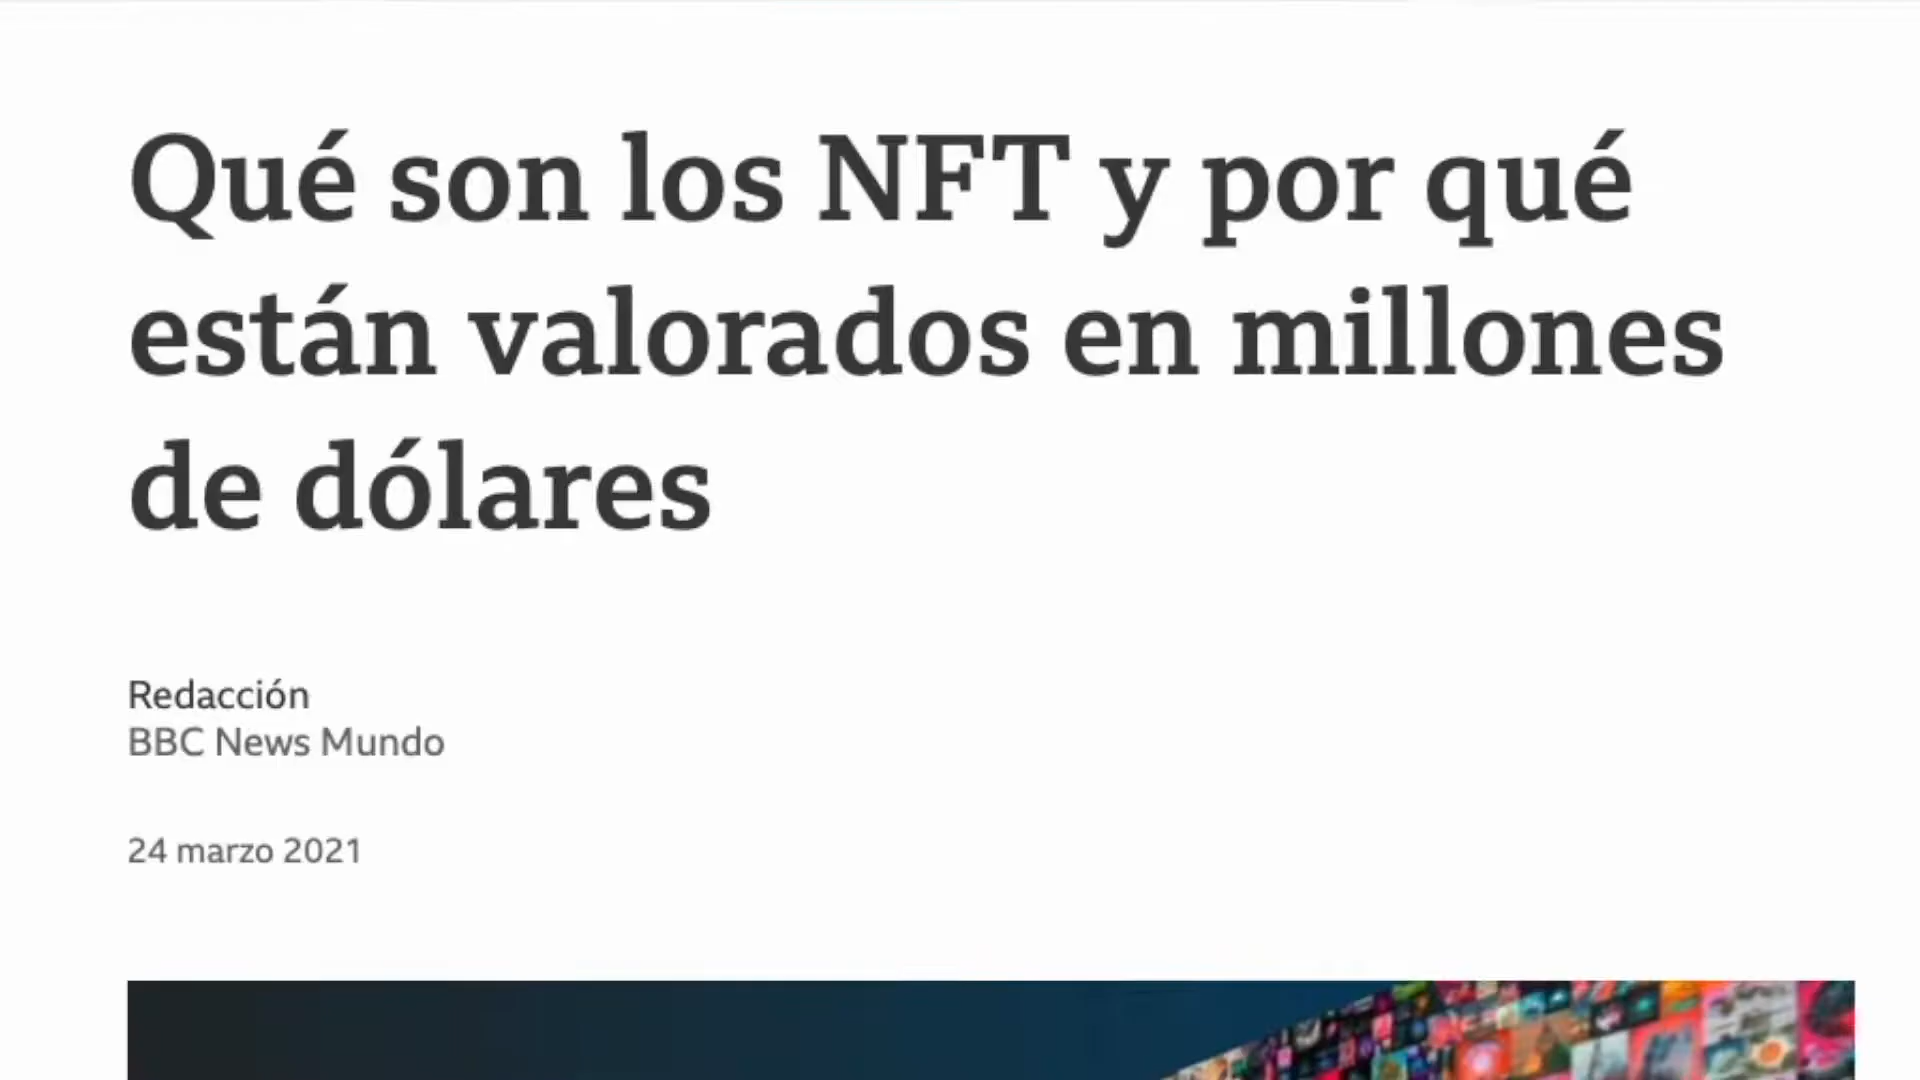 Qué son los NFT y por qué
están valorados en millones
de dólares
Redacción
BBC News Mundo
24 marzo 2021